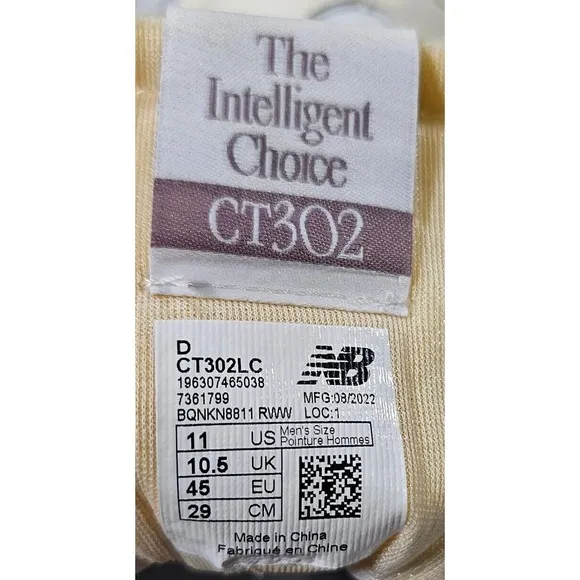 The
Intelligent
Choice
CT302
D
CT302LC
NB
196307465038
7361799 MFG:08/2022
BQNKN8811 RWW LOC:1
11 US Men's Size
Pointure Hommes
10.5 UK
45 EU
29 CM
Made in China
Fabriqué en Chine